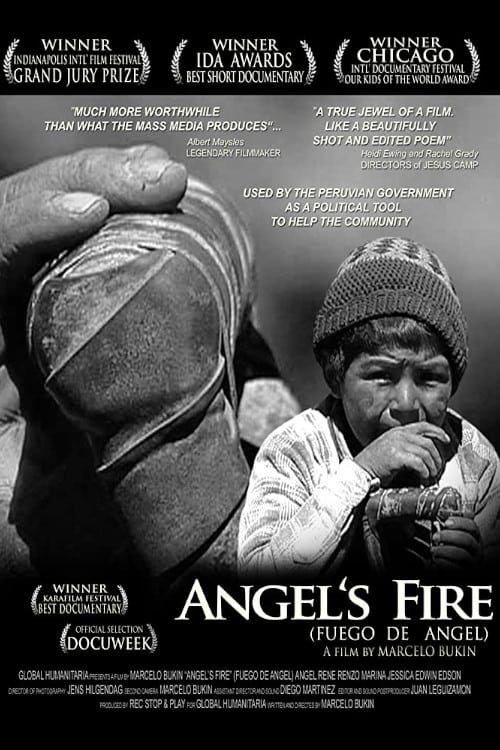 WINNER
INDIANAPOLIS INT'L FILM FESTIVAL
GRAND JURY PRIZE
WINNER
IDA AWARDS
BEST SHORT DOCUMENTARY
WINNER
CHICAGO
INT'L DOCUMENTARY FESTIVAL
OUR KIDS OF THE WORLD AWARD
"MUCH MORE WORTHWHILE
THAN WHAT THE MASS MEDIA PRODUCES"...
Albert Maysles
LEGENDARY FILMMAKER
"A TRUE JEWEL OF A FILM.
LIKE A BEAUTIFULLY
SHOT AND EDITED POEM"
Heidi Ewing and Rachel Grady
DIRECTORS of JESUS CAMP
USED BY THE PERUVIAN GOVERNMENT
AS A POLITICAL TOOL
TO HELP THE COMMUNITY
WINNER
KARAFILM FESTIVAL
BEST DOCUMENTARY
OFFICIAL SELECTION
DOCUWEEK
ANGEL'S FIRE
(FUEGO DE ANGEL)
A FILM BY MARCELO BUKIN
GLOBAL HUMANITARIA PRESENTS A FILM BY MARCELO BUKIN "ANGEL'S FIRE" (FUEGO DE ANGEL) ANGEL RENE RENZO MARINA JESSICA EDWIN EDSON
DIRECTOR OF PHOTOGRAPHY JENS HILGENDAG SECOND CAMERA MARCELO BUKIN ASSISTANT DIRECTOR AND SOUND DIEGO MARTINEZ EDITOR AND SOUND POSTPRODUCER JUAN LEGUIZAMON
PRODUCED BY REC STOP & PLAY FOR GLOBAL HUMANITARIA WRITTEN AND DIRECTES BY MARCELO BUKIN